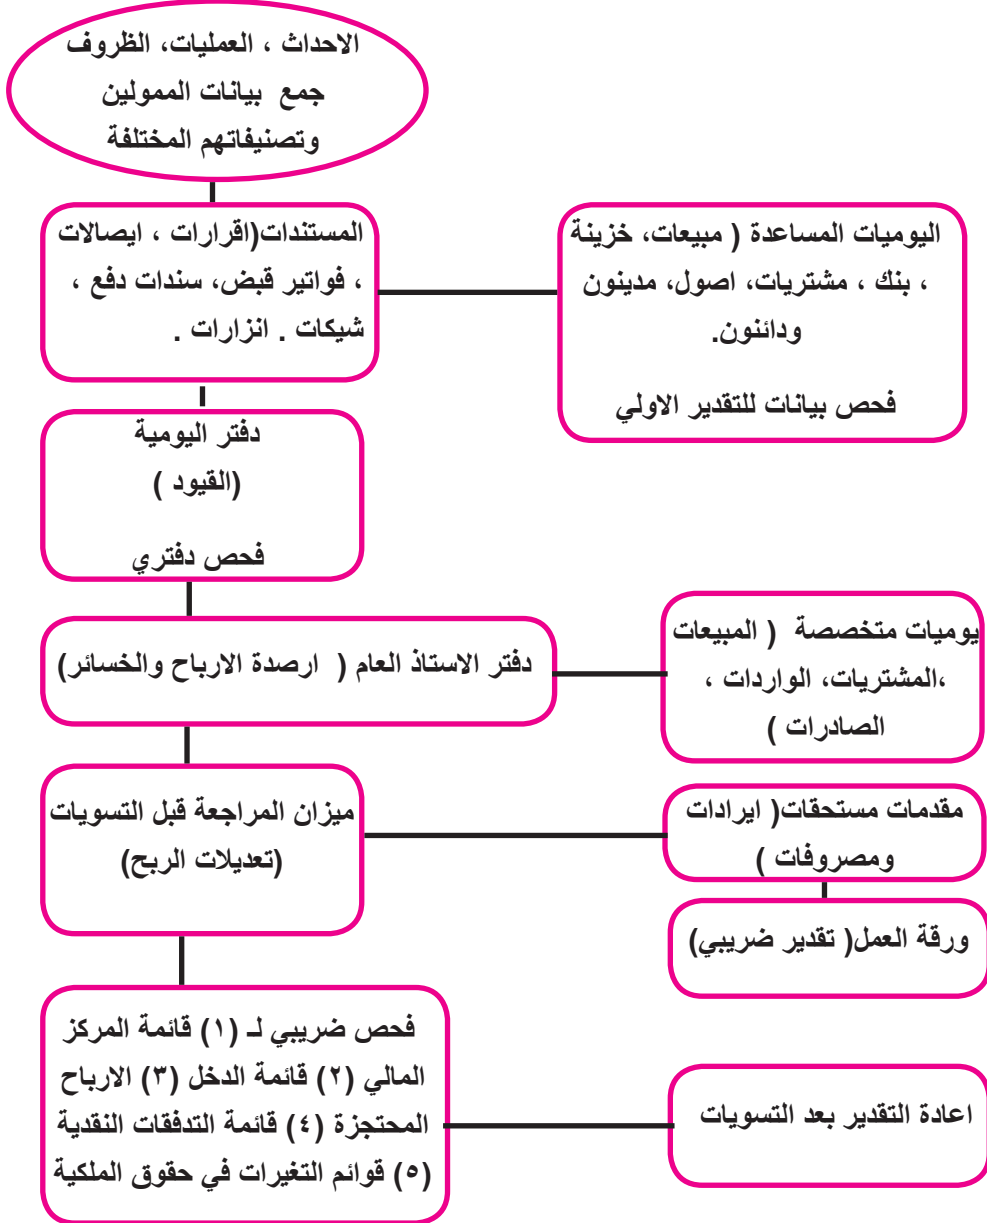 الاحداث ، العمليات، الظروف
جمع بيانات الممولين
وتصنيفاتهم المختلفة
المستندات(اقرارات ، ايصالات
، فواتير قبض، سندات دفع ،
شيكات . انزارات .
اليوميات المساعدة ( مبيعات، خزينة
، بنك ، مشتريات، اصول، مدينون
ودائنون.
فحص بيانات للتقدير الاولي
دفتر اليومية
(القيود )
فحص دفتري
دفتر الاستاذ العام ( ارصدة الارباح والخسائر)
يوميات متخصصة ( المبيعات
،المشتريات، الواردات ،
الصادرات )
ميزان المراجعة قبل التسويات
(تعديلات الربح)
مقدمات مستحقات( ايرادات
ومصروفات )
ورقة العمل( تقدير ضريبي)
فحص ضريبي لـ (١) قائمة المركز
المالي (٢) قائمة الدخل (٣) الارباح
المحتجزة (٤) قائمة التدفقات النقدية
(٥) قوائم التغيرات في حقوق الملكية
اعادة التقدير بعد التسويات